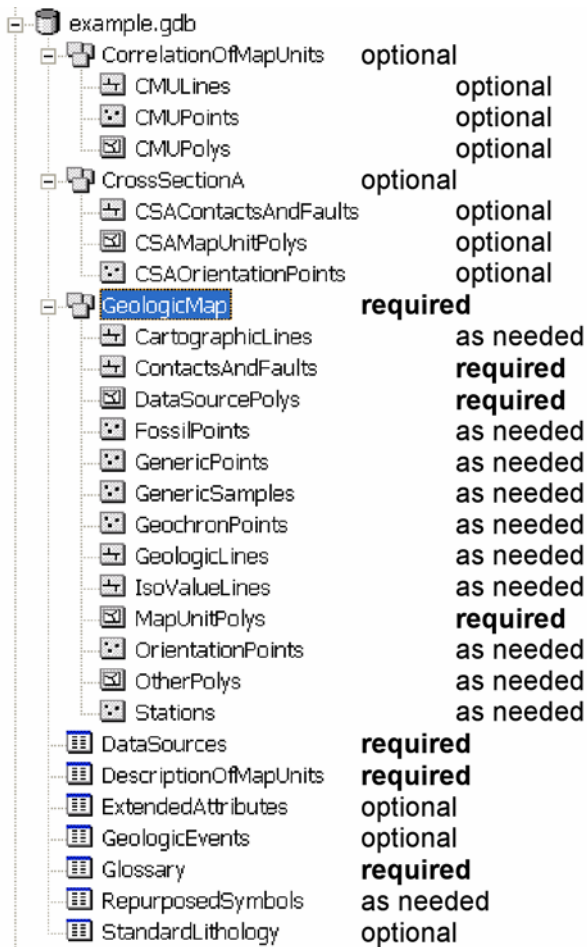 example.gdb
CorrelationOfMapUnits optional
CMULines optional
CMUPoints optional
CMUPolys optional
CrossSectionA optional
CSAContactsAndFaults optional
CSAMapUnitPolys optional
CSAOrientationPoints optional
GeologicMap required
CartographicLines as needed
ContactsAndFaults required
DataSourcePolys required
FossilPoints as needed
GenericPoints as needed
GenericSamples as needed
GeochronPoints as needed
GeologicLines as needed
IsoValueLines as needed
MapUnitPolys required
OrientationPoints as needed
OtherPolys as needed
Stations as needed
DataSources required
DescriptionOfMapUnits required
ExtendedAttributes optional
GeologicEvents optional
Glossary required
RepurposedSymbols as needed
StandardLithology optional